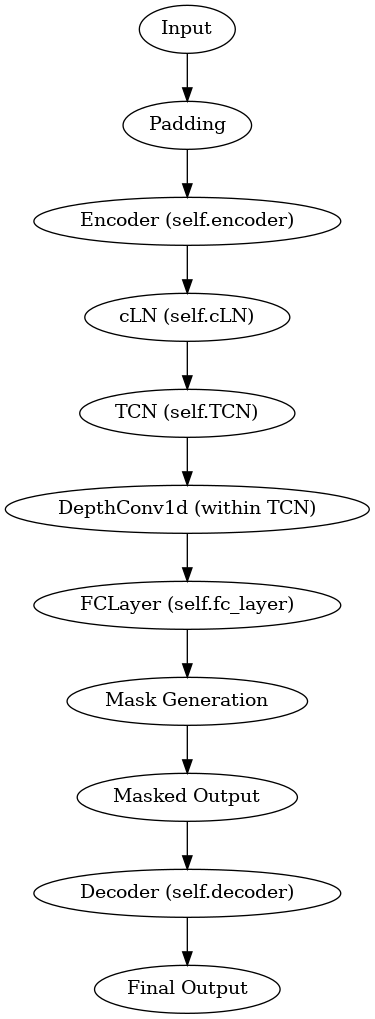 Input
Padding
Encoder (self.encoder)
cLN (self.cLN)
TCN (self.TCN)
DepthConv1d (within TCN)
FCLayer (self.fc_layer)
Mask Generation
Masked Output
Decoder (self.decoder)
Final Output